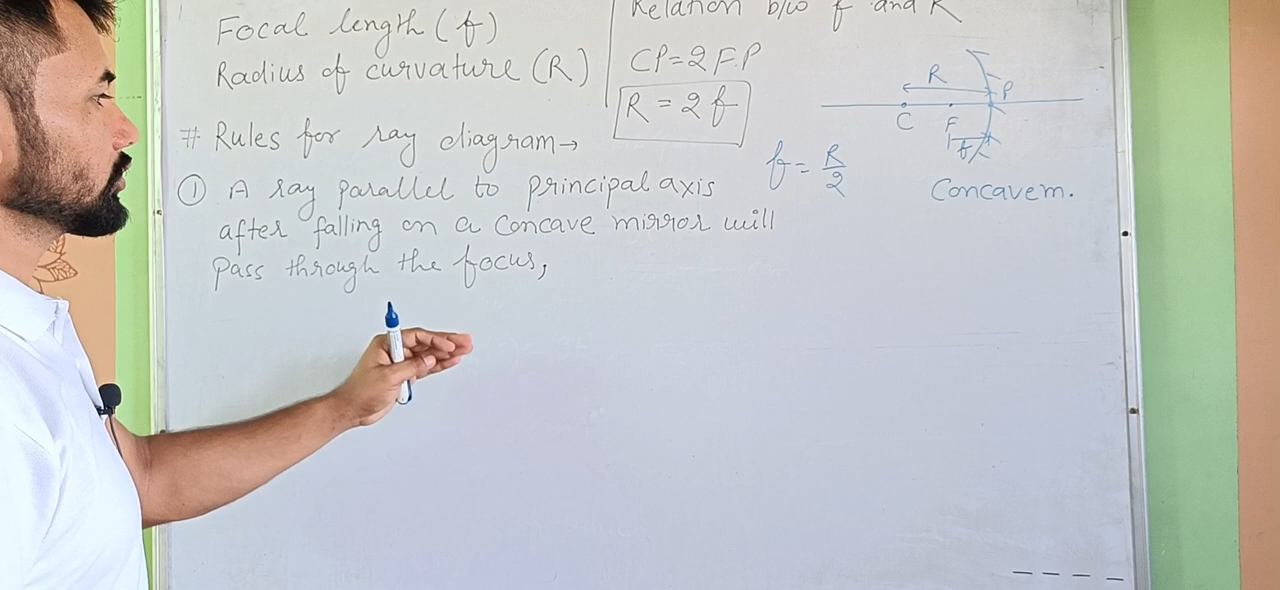 Focal length (f)
Radius of curvature (R)
Relation b/w f and R
CP=2FP
R = 2f
# Rules for ray diagram→
① A ray parallel to principal axis
after falling on a Concave mirror will
Pass through the focus,
f = R/2
R
P
C
F
f
Concave m.